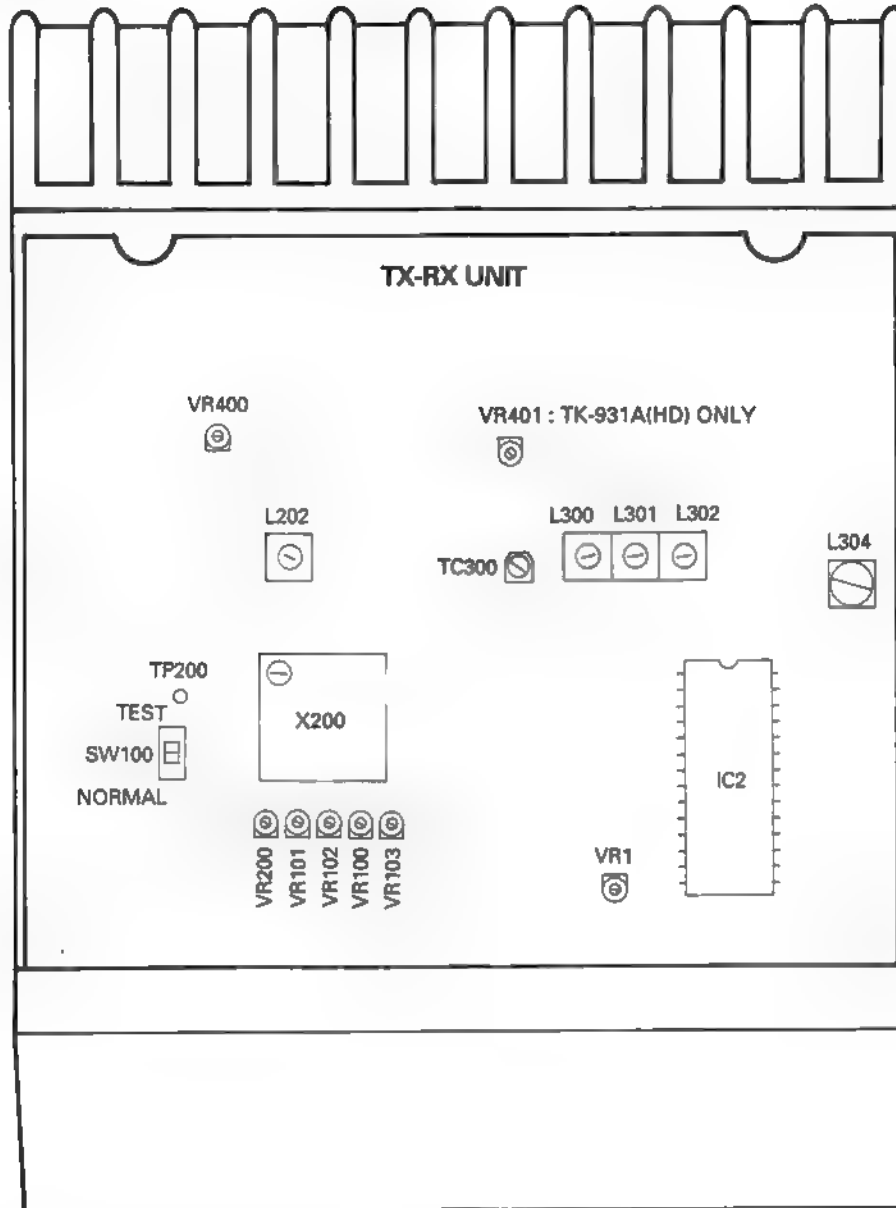 TX-RX UNIT
VR400
VR401 : TK-931A(HD) ONLY
L202
L300 L301 L302
L304
TC300
TP200
TEST
SW100
NORMAL
X200
IC2
VR200
VR101
VR102
VR100
VR103
VR1